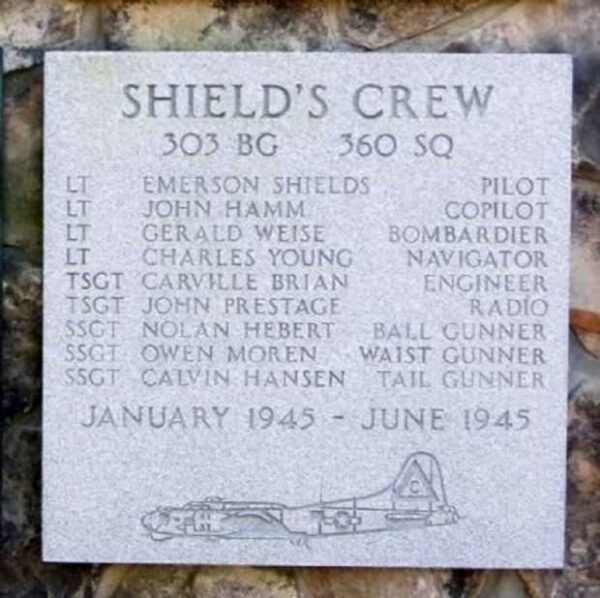 SHIELD'S CREW
303 BG 360 SQ
LT EMERSON SHIELDS PILOT
LT JOHN HAMM COPILOT
LT GERALD WEISE BOMBARDIER
LT CHARLES YOUNG NAVIGATOR
TSGT CARVILLE BRIAN ENGINEER
TSGT JOHN PRESTAGE RADIO
SSGT NOLAN HEBERT BALL GUNNER
SSGT OWEN MOREN WAIST GUNNER
SSGT CALVIN HANSEN TAIL GUNNER
JANUARY 1945 - JUNE 1945
C